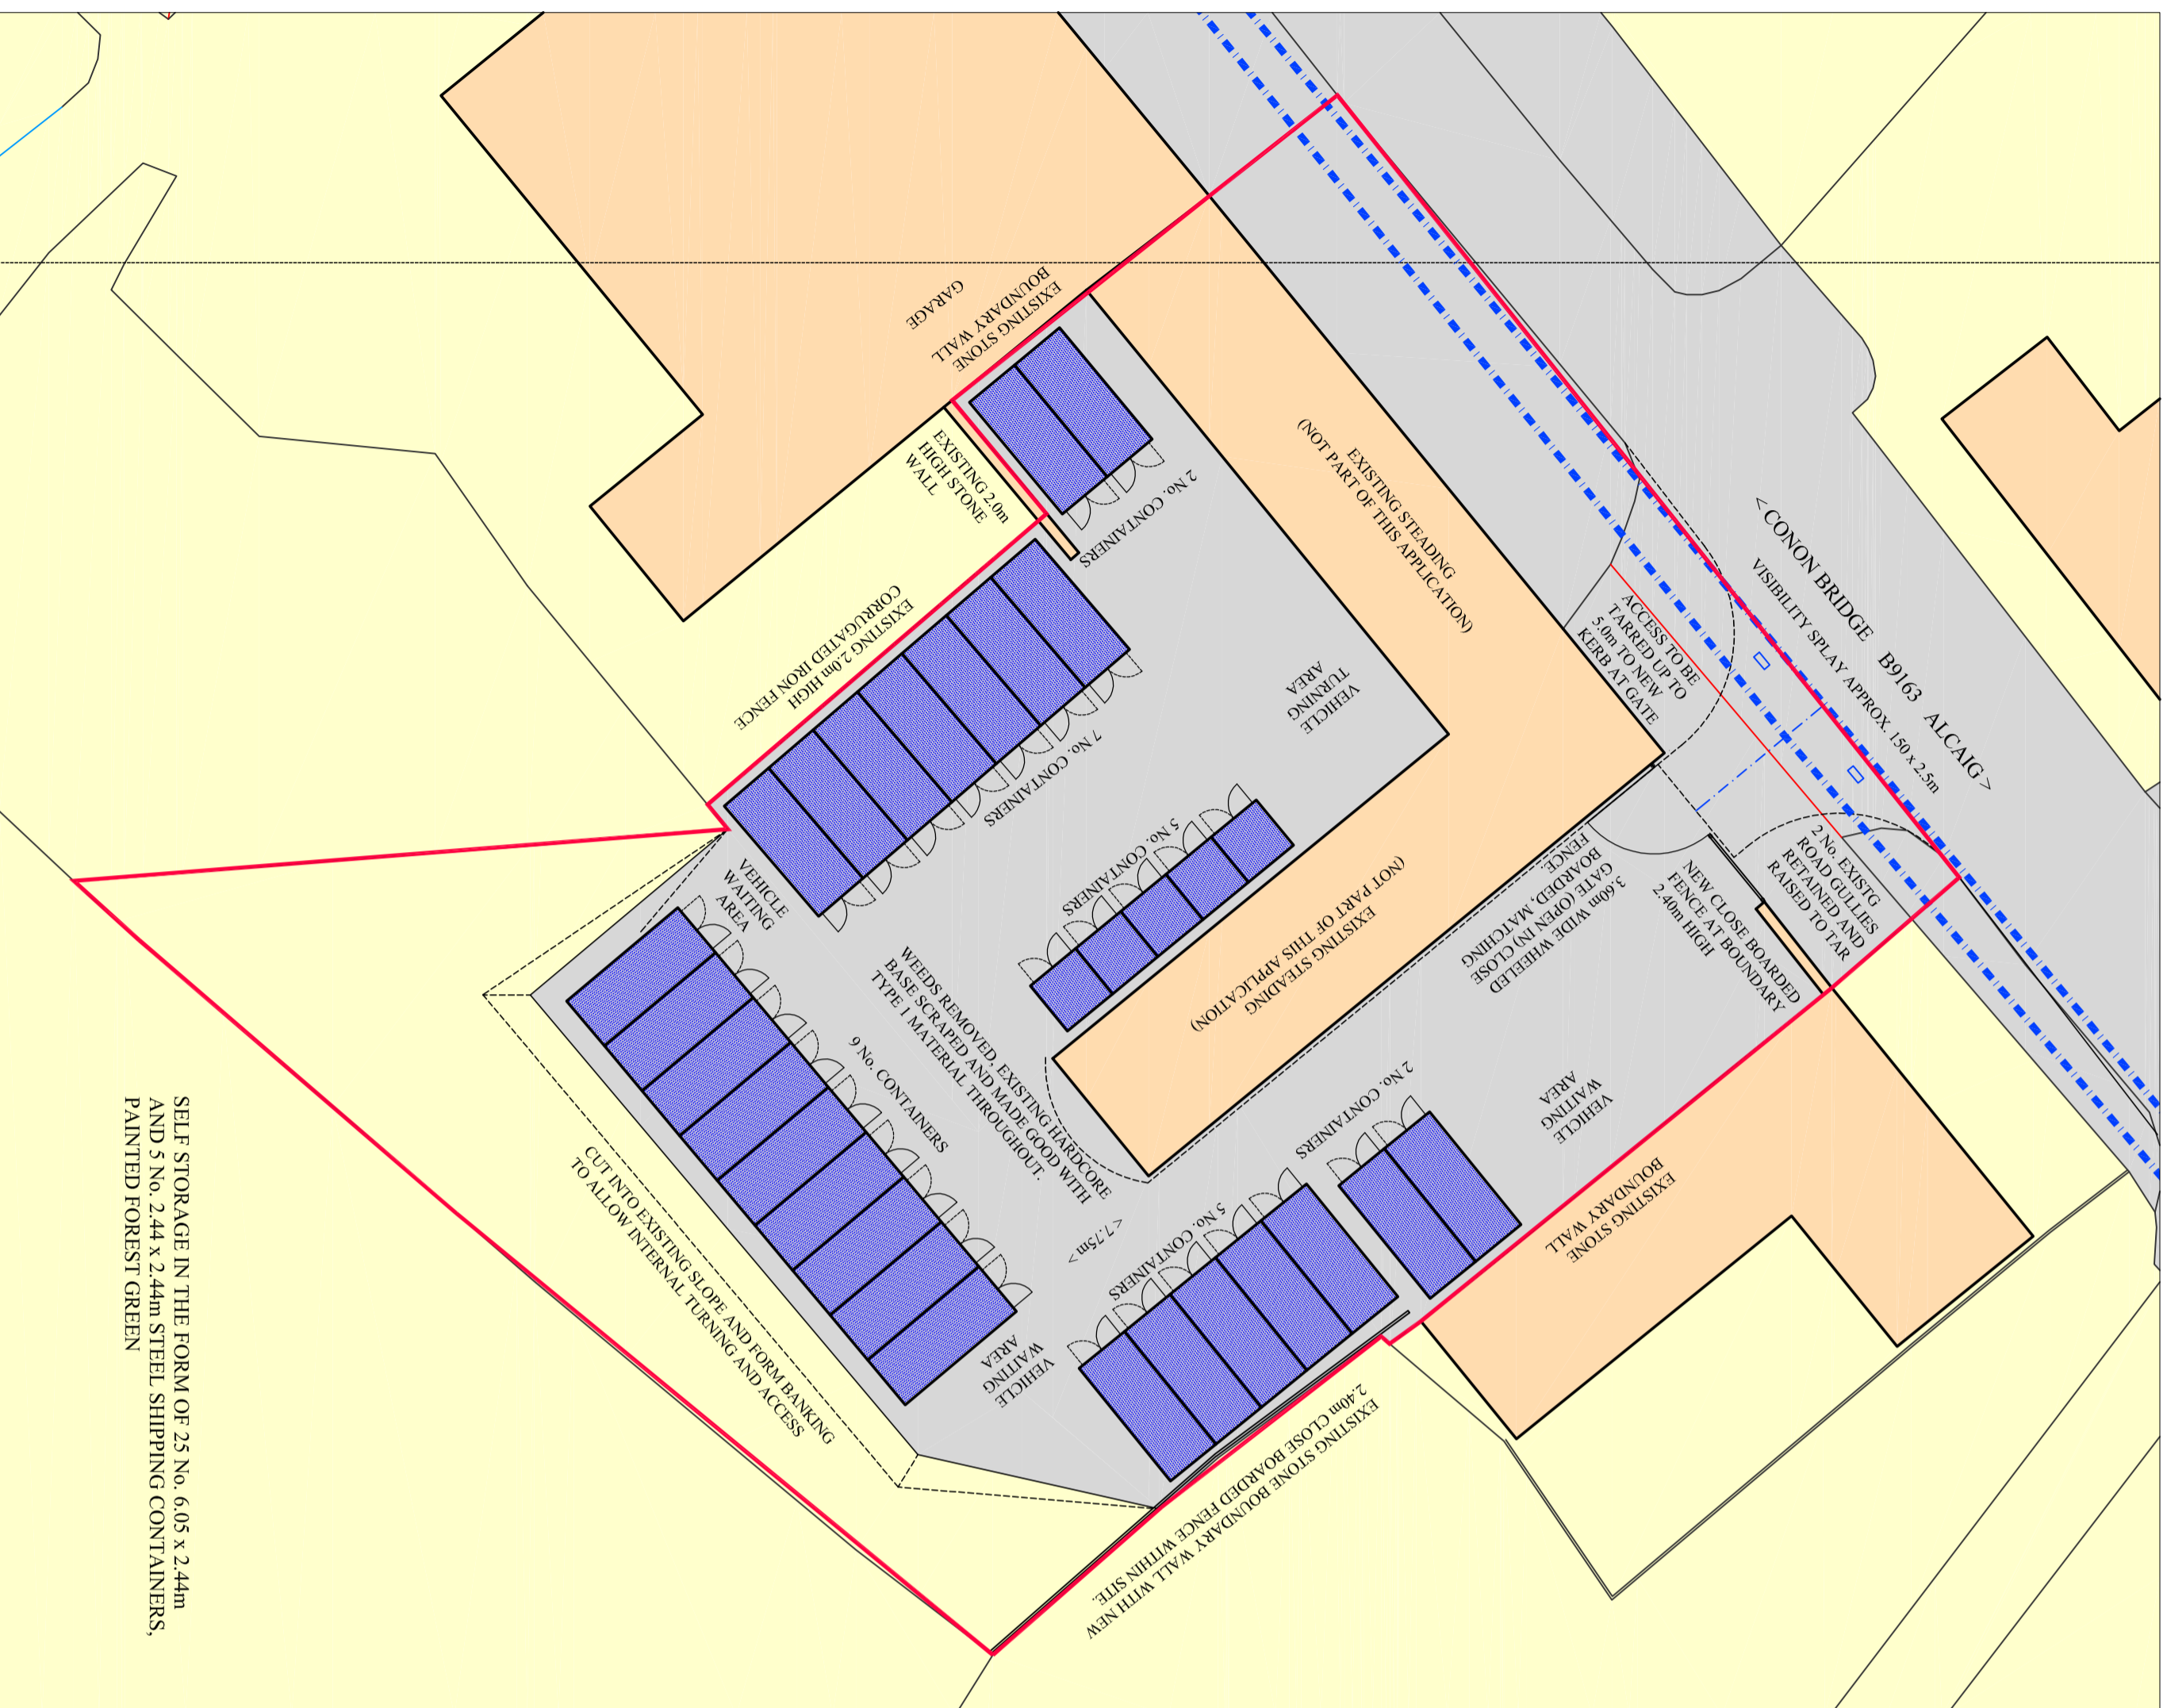 GARAGE
EXISTING STONE
BOUNDARY WALL
EXISTING 2.0m
HIGH STONE
WALL
2 No. CONTAINERS
EXISTING STEADING
(NOT PART OF THIS APPLICATION)
<CONON BRIDGE   B9163   ALCAIG>
VISIBILITY SPLAY APPROX. 150 x 2.5m
ACCESS TO BE
TARRED UP TO
5.0m TO NEW
KERB AT GATE
EXISTING 2.0m HIGH
CORRUGATED IRON FENCE
7 No. CONTAINERS
VEHICLE
TURNING
AREA
5 No. CONTAINERS
EXISTING STEADING
(NOT PART OF THIS APPLICATION)
3.60m WIDE WHEELED
GATE (OPEN IN) CLOSE
BOARDED, MATCHING
FENCE.
NEW CLOSE BOARDED
FENCE AT BOUNDARY
2.40m HIGH
2 No. EXISTG
ROAD GULLIES
RETAINED AND
RAISED TO TAR
VEHICLE
WAITING
AREA
WEEDS REMOVED, EXISTING HARDCORE
BASE SCRAPED AND MADE GOOD WITH
TYPE 1 MATERIAL THROUGHOUT.
9 No. CONTAINERS
2 No. CONTAINERS
VEHICLE
WAITING
AREA
EXISTING STONE
BOUNDARY WALL
<7.75m>
5 No. CONTAINERS
VEHICLE
WAITING
AREA
CUT INTO EXISTING SLOPE AND FORM BANKING
TO ALLOW INTERNAL TURNING AND ACCESS
EXISTING STONE BOUNDARY WALL WITH NEW
2.40m CLOSE BOARDED FENCE WITHIN SITE.
SELF STORAGE IN THE FORM OF 25 No. 6.05 x 2.44m
AND 5 No. 2.44 x 2.44m STEEL SHIPPING CONTAINERS,
PAINTED FOREST GREEN